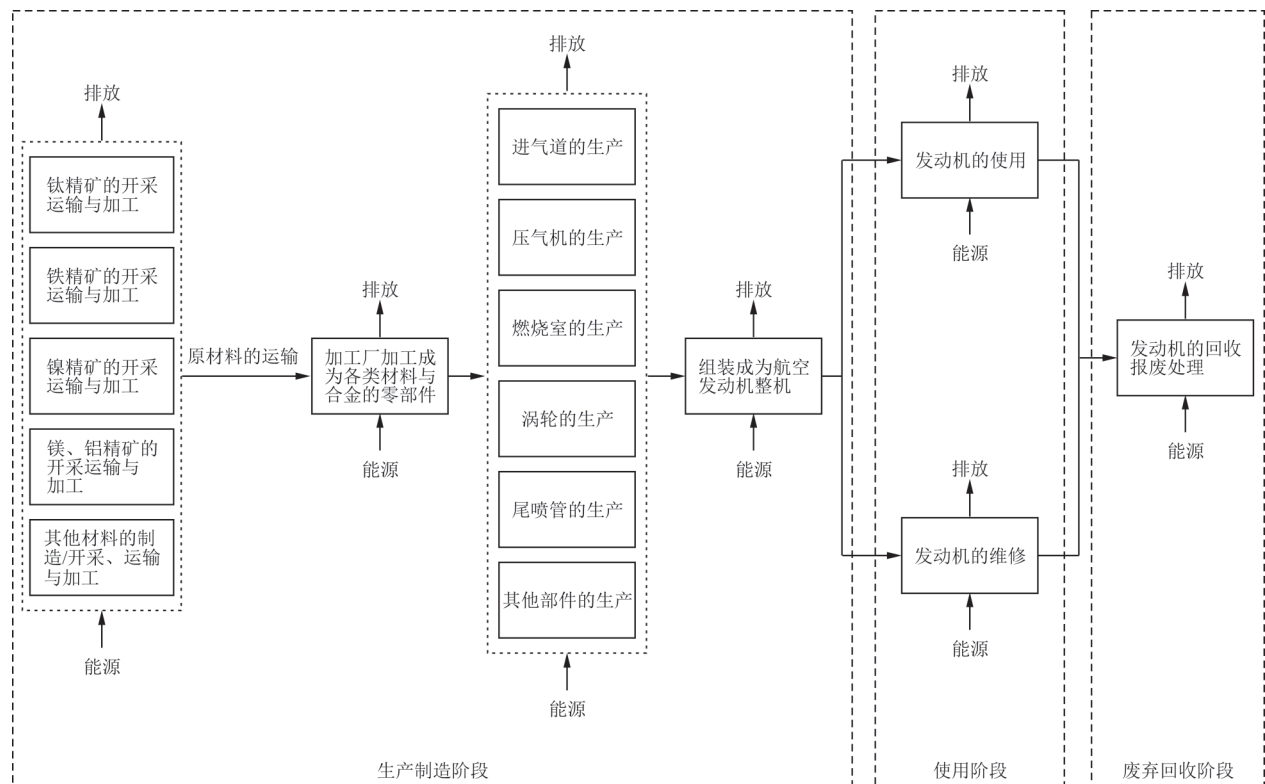 排放
钛精矿的开采
运输与加工
铁精矿的开采
运输与加工
镍精矿的开采
运输与加工
镁、铝精矿的
开采运输与
加工
其他材料的制
造/开采、运输
与加工
能源
原材料的运输
排放
加工厂加工成
为各类材料与
合金的零部件
能源
排放
进气道的生产
压气机的生产
燃烧室的生产
涡轮的生产
尾喷管的生产
其他部件的生产
能源
排放
组装成为航空
发动机整机
能源
生产制造阶段
排放
发动机的使用
能源
排放
发动机的维修
能源
使用阶段
排放
发动机的回收
报废处理
能源
废弃回收阶段